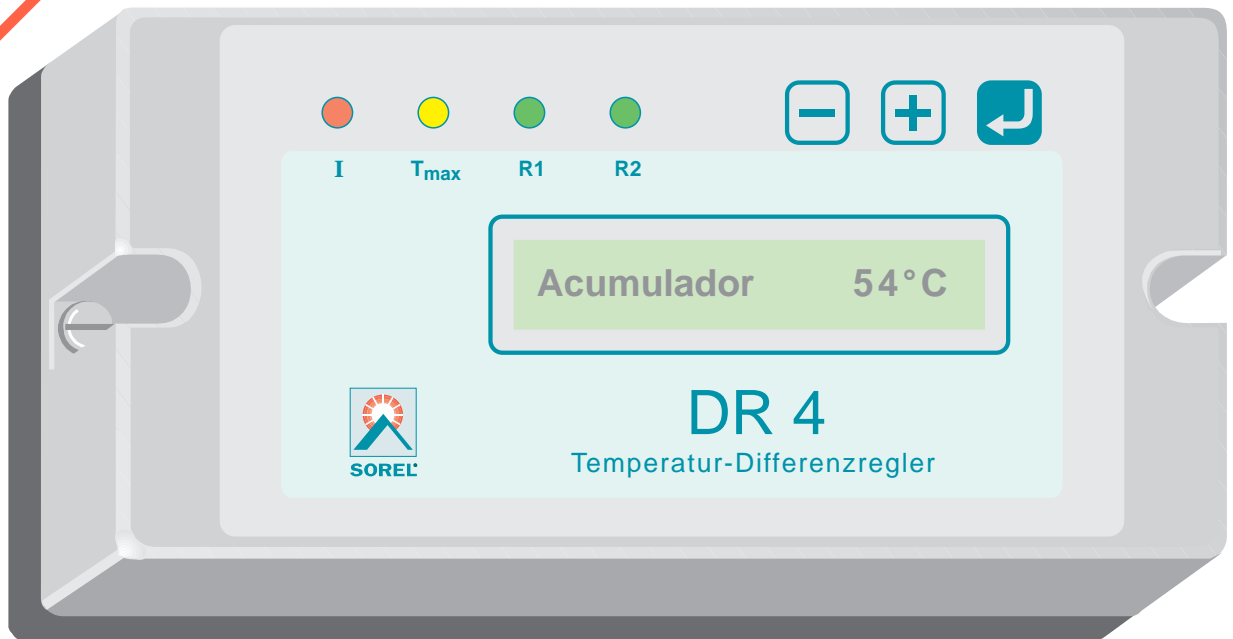 I Tmax R1 R2
Acumulador 54°C
DR 4
Temperatur-Differenzregler
SOREL